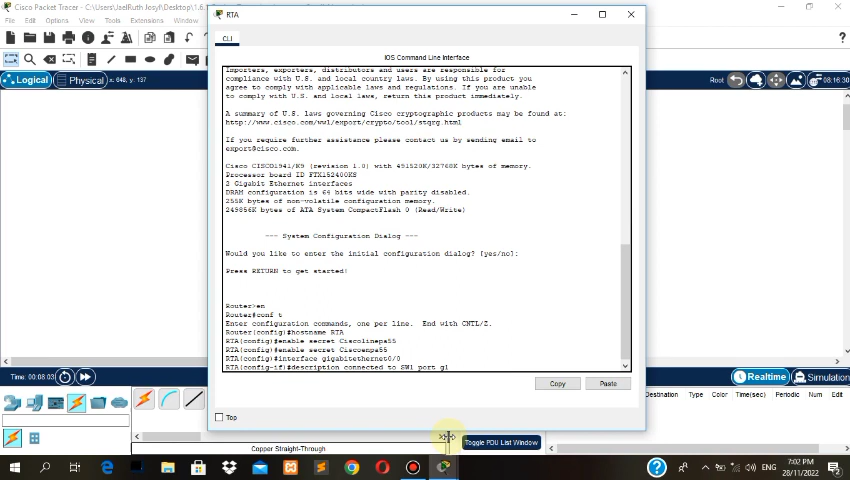 Cisco Packet Tracer - C:\Users\JaelRuth Josyf\Desktop\1.6.
File Edit Options View Tools Extensions Window
RTA
CLI
IOS Command Line Interface
Logical Physical x: 048, y: 137
Root 08:16:30
Importers, exporters, distributors and users are responsible for
compliance with U.S. and local country laws. By using this product you
agree to comply with applicable laws and regulations. If you are unable
to comply with U.S. and local laws, return this product immediately.
A summary of U.S. laws governing Cisco cryptographic products may be found at:
http://www.cisco.com/wwl/export/crypto/tool/stqrg.html
If you require further assistance please contact us by sending email to
export@cisco.com.
Cisco CISCO1941/K9 (revision 1.0) with 491520K/32768K bytes of memory.
Processor board ID FTX152400KS
2 Gigabit Ethernet interfaces
DRAM configuration is 64 bits wide with parity disabled.
255K bytes of non-volatile configuration memory.
249856K bytes of ATA System CompactFlash 0 (Read/Write)
--- System Configuration Dialog ---
Would you like to enter the initial configuration dialog? [yes/no]:
Press RETURN to get started!
Router>en
Router#conf t
Enter configuration commands, one per line. End with CNTL/Z.
Router(config)#hostname RTA
RTA(config)#enable secret Ciscolinepa55
RTA(config)#enable secret Ciscoenpa55
RTA(config)#interface gigabitethernet0/0
RTA(config-if)#description connected to SW1 port g1
Copy Paste
Top
Time: 00:08:03
Realtime Simulation
Destination Type Color Time(sec) Periodic Num Edit
Toggle PDU List Window
Copper Straight-Through
ENG
7:02 PM
28/11/2022
2